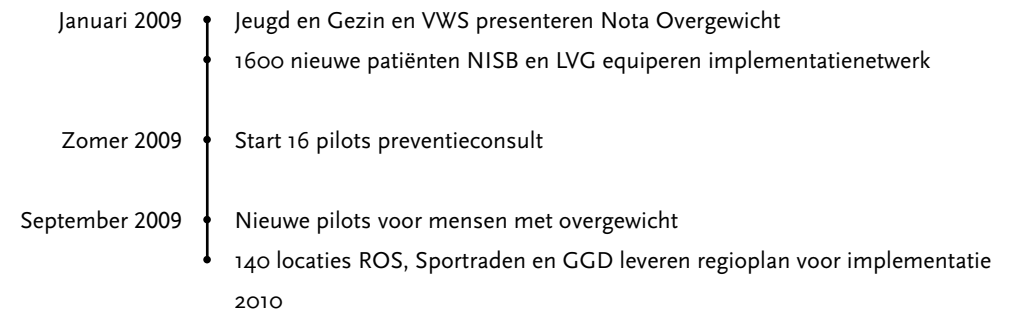 Januari 2009 Jeugd en Gezin en VWS presenteren Nota Overgewicht
1600 nieuwe patiënten NISB en LVG equiperen implementatienetwerk
Zomer 2009 Start 16 pilots preventieconsult
September 2009 Nieuwe pilots voor mensen met overgewicht
140 locaties ROS, Sportraden en GGD leveren regioplan voor implementatie
2010